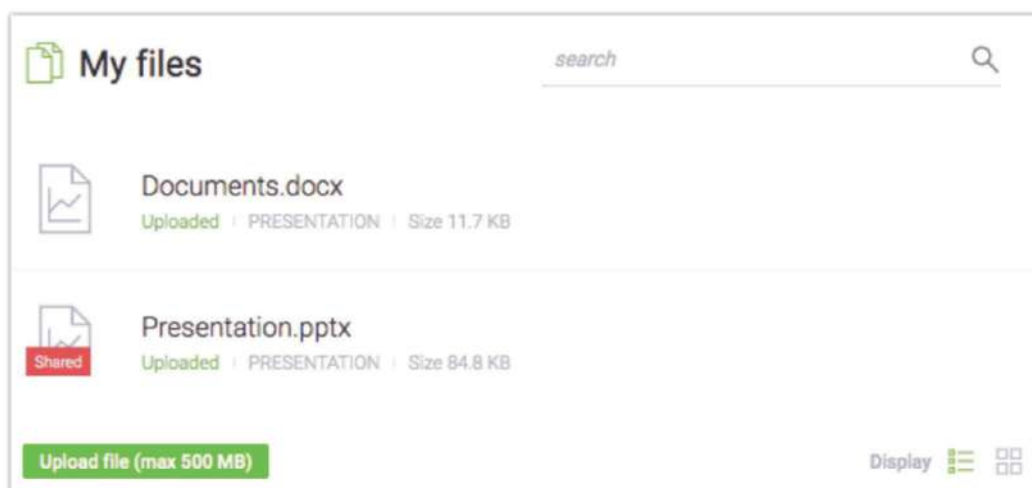 My files
search
Documents.docx
Uploaded | PRESENTATION | Size 11.7 KB
Presentation.pptx
Shared
Uploaded | PRESENTATION | Size 84.8 KB
Upload file (max 500 MB)
Display